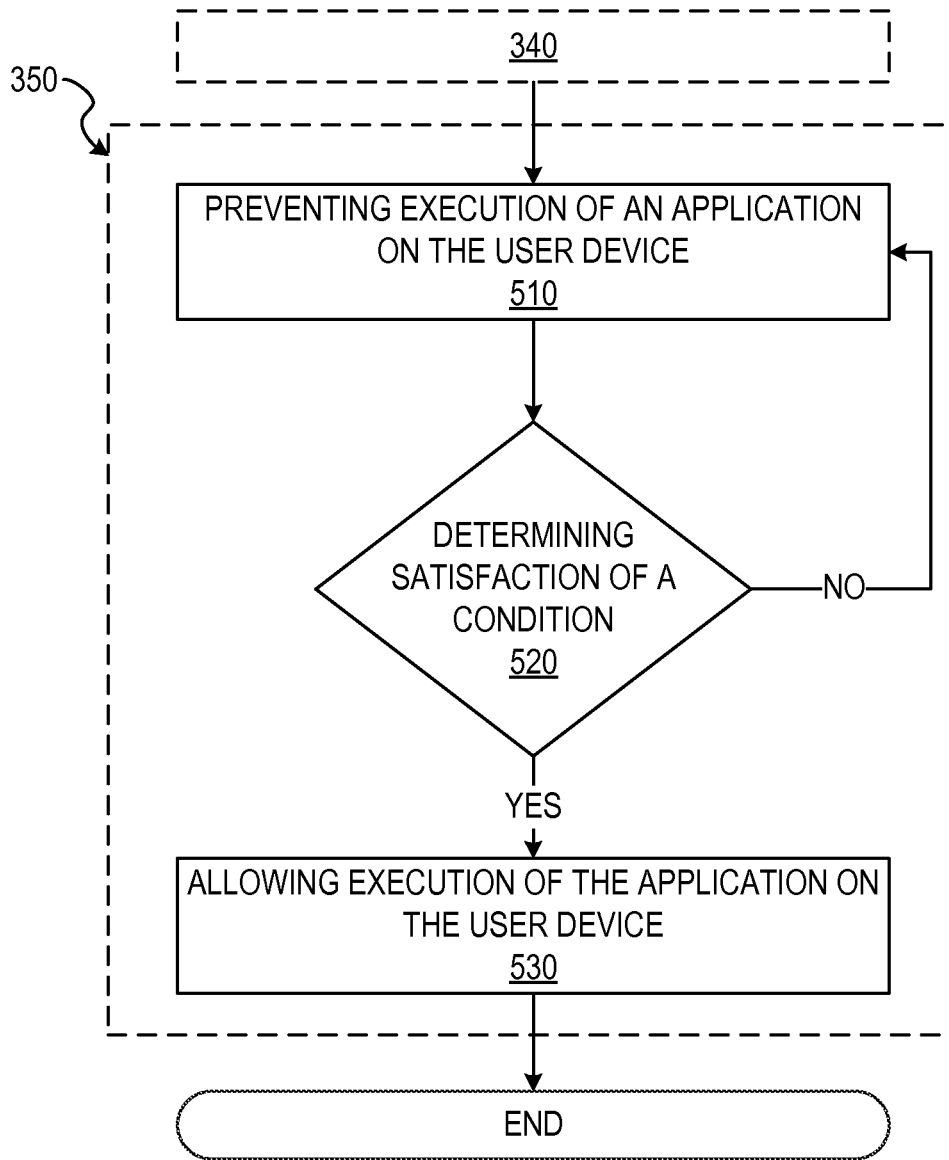 340
350
PREVENTING EXECUTION OF AN APPLICATION
ON THE USER DEVICE
510
DETERMINING
SATISFACTION OF A
CONDITION
520
NO
YES
ALLOWING EXECUTION OF THE APPLICATION ON
THE USER DEVICE
530
END